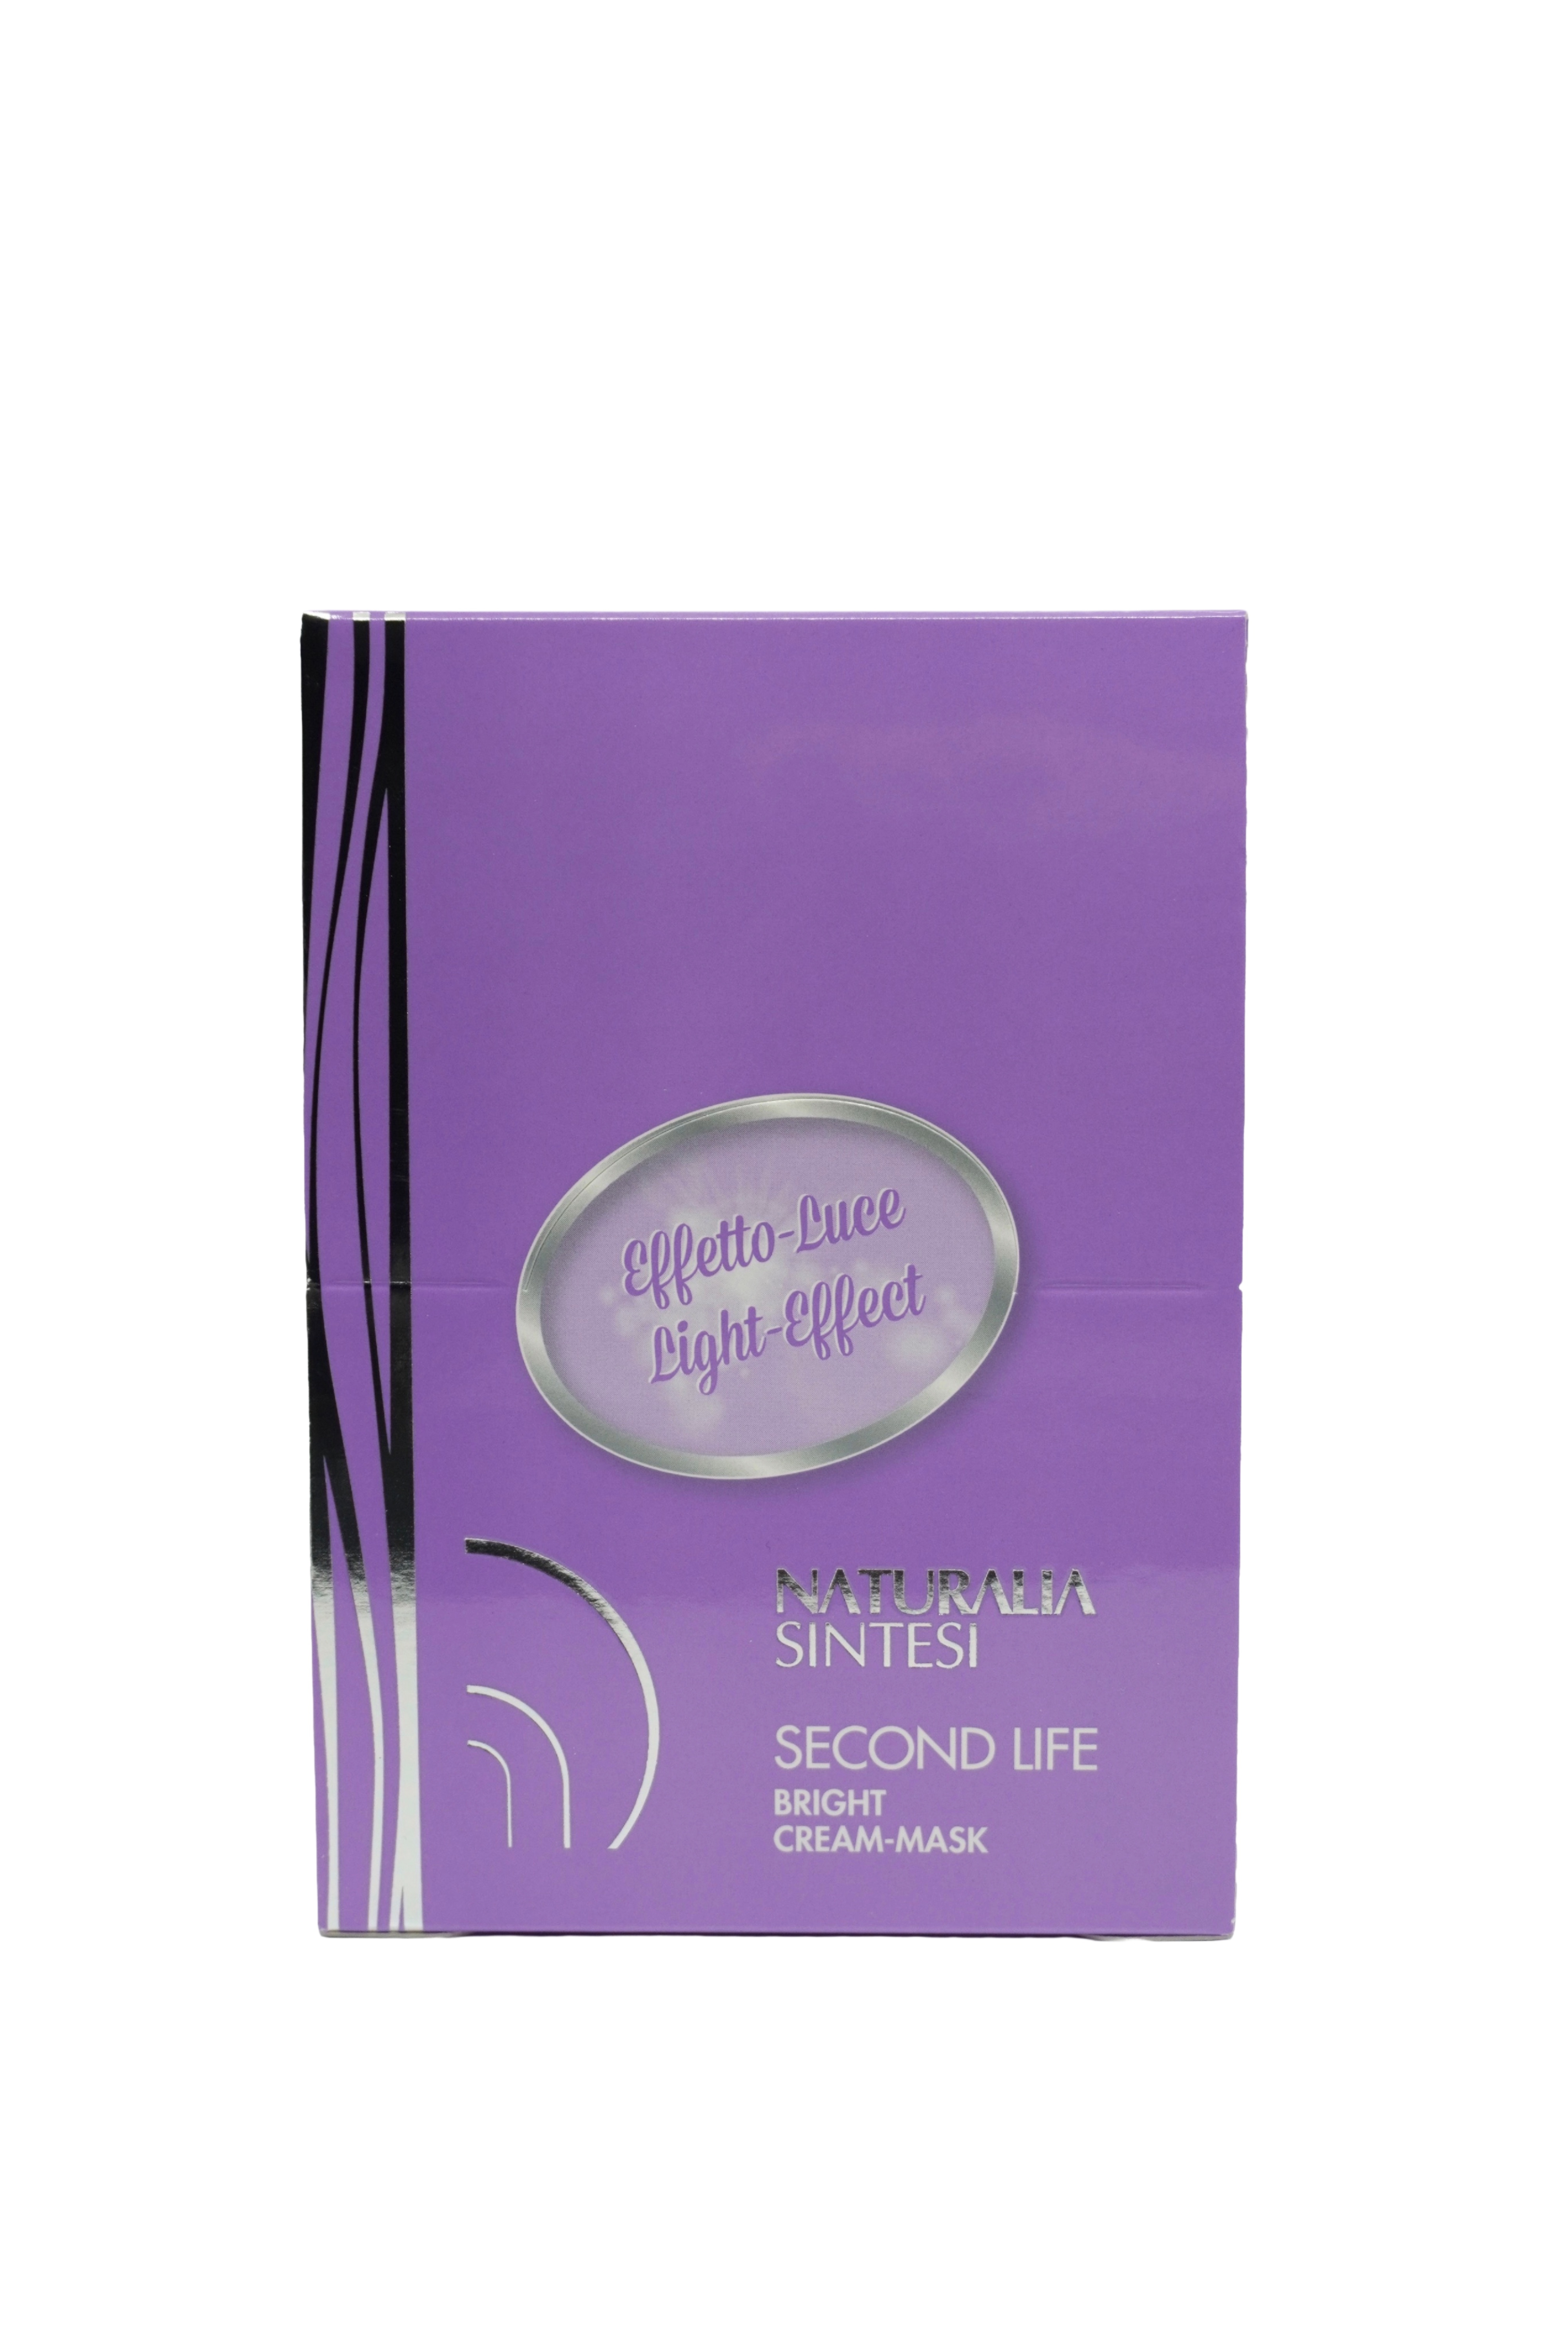 Effetto-Luce
Light-Effect
NATURALIA
SINTESI
SECOND LIFE
BRIGHT
CREAM-MASK